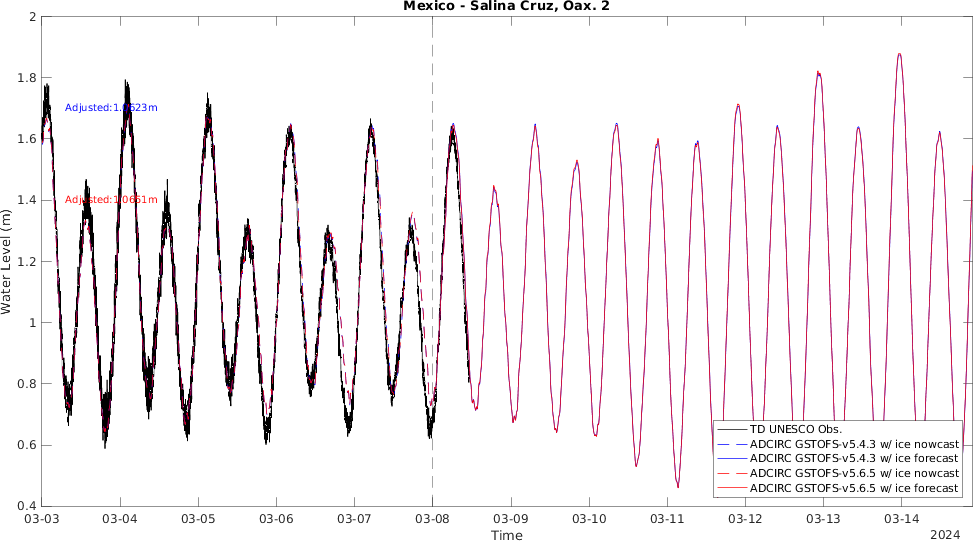 Mexico - Salina Cruz, Oax. 2
2
1.8
1.6
1.4
1.2
1
0.8
0.6
0.4
Water Level (m)
Adjusted:1.0623m
Adjusted:1.0661m
TD UNESCO Obs.
ADCIRC GSTOFS-v5.4.3 w/ ice nowcast
ADCIRC GSTOFS-v5.4.3 w/ ice forecast
ADCIRC GSTOFS-v5.6.5 w/ ice nowcast
ADCIRC GSTOFS-v5.6.5 w/ ice forecast
03-03 03-04 03-05 03-06 03-07 03-08 03-09 03-10 03-11 03-12 03-13 03-14
Time
2024